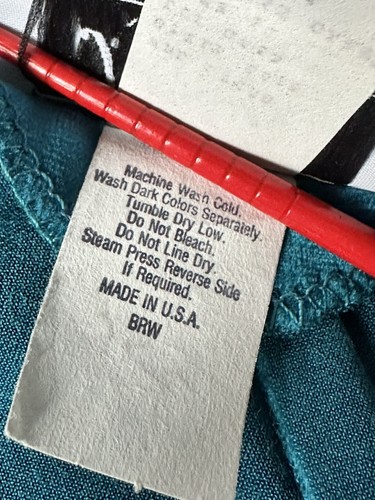 Machine Wash Cold.
Wash Dark Colors Separately.
Tumble Dry Low.
Do Not Bleach.
Do Not Line Dry.
Steam Press Reverse Side
If Required.
MADE IN U.S.A.
BRW